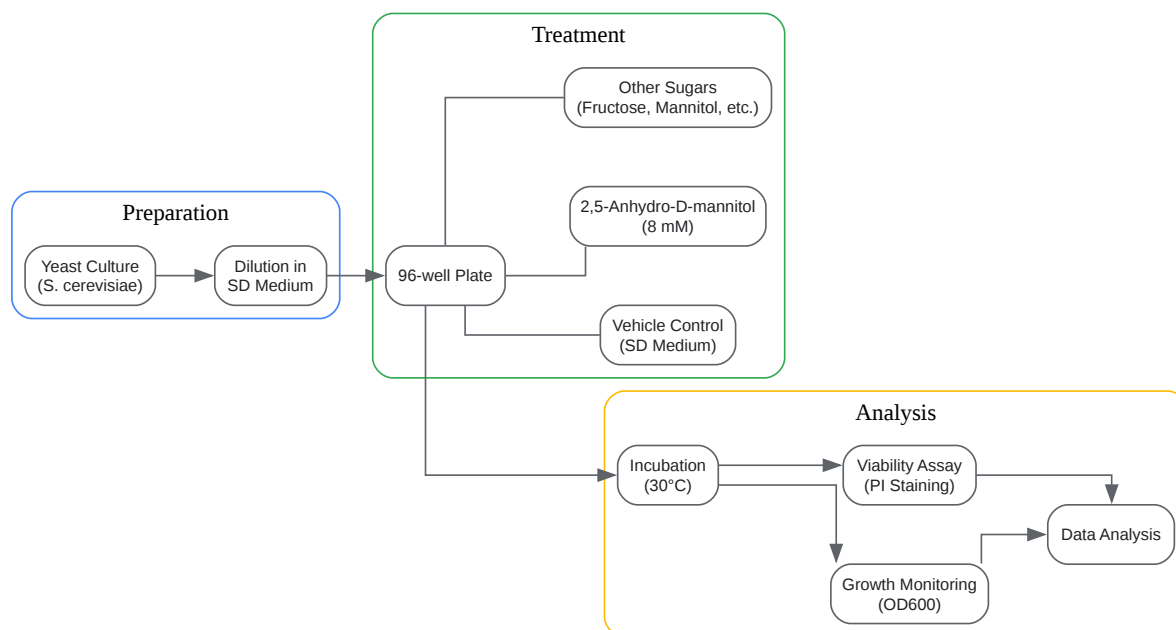 Treatment
Other Sugars
(Fructose, Mannitol, etc.)
Preparation
2,5-Anhydro-D-mannitol
(8 mM)
Yeast Culture
(S. cerevisiae)
Dilution in
SD Medium
96-well Plate
Vehicle Control
(SD Medium)
Analysis
Incubation
(30°C)
Viability Assay
(PI Staining)
Data Analysis
Growth Monitoring
(OD600)